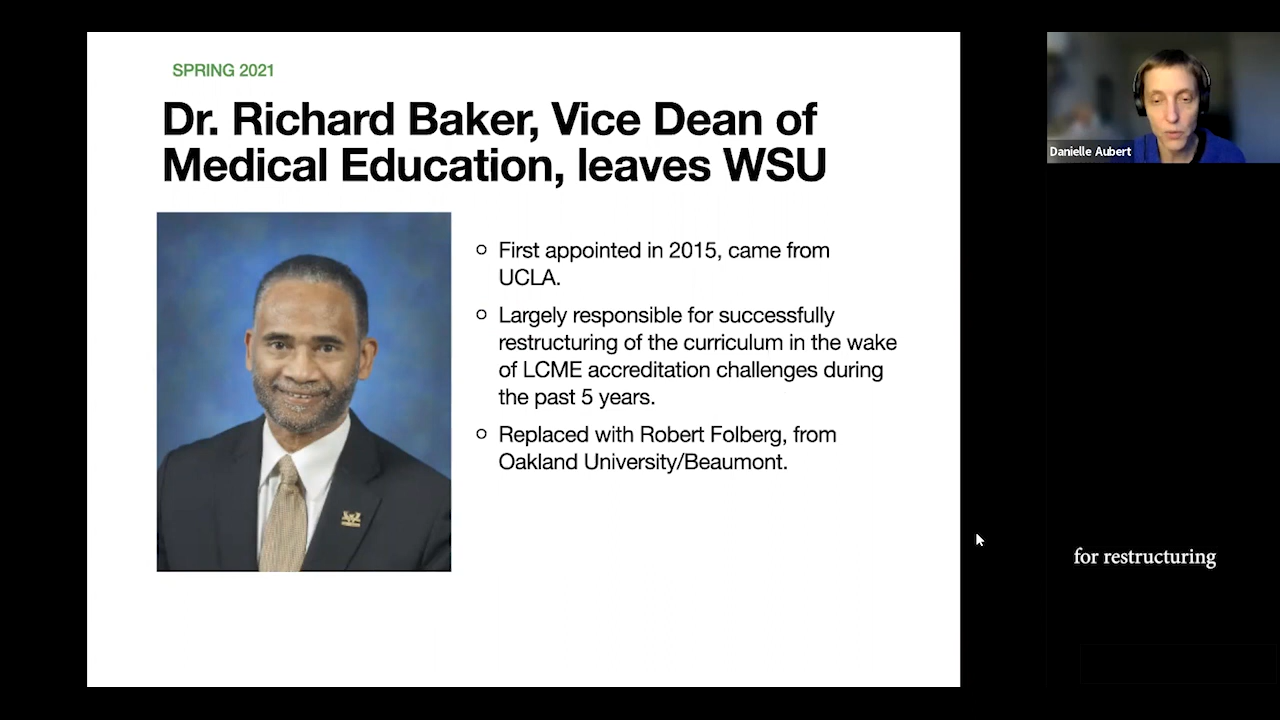 SPRING 2021
Dr. Richard Baker, Vice Dean of
Medical Education, leaves WSU
○ First appointed in 2015, came from
UCLA.
○ Largely responsible for successfully
restructuring of the curriculum in the wake
of LCME accreditation challenges during
the past 5 years.
○ Replaced with Robert Folberg, from
Oakland University/Beaumont.
Danielle Aubert
for restructuring